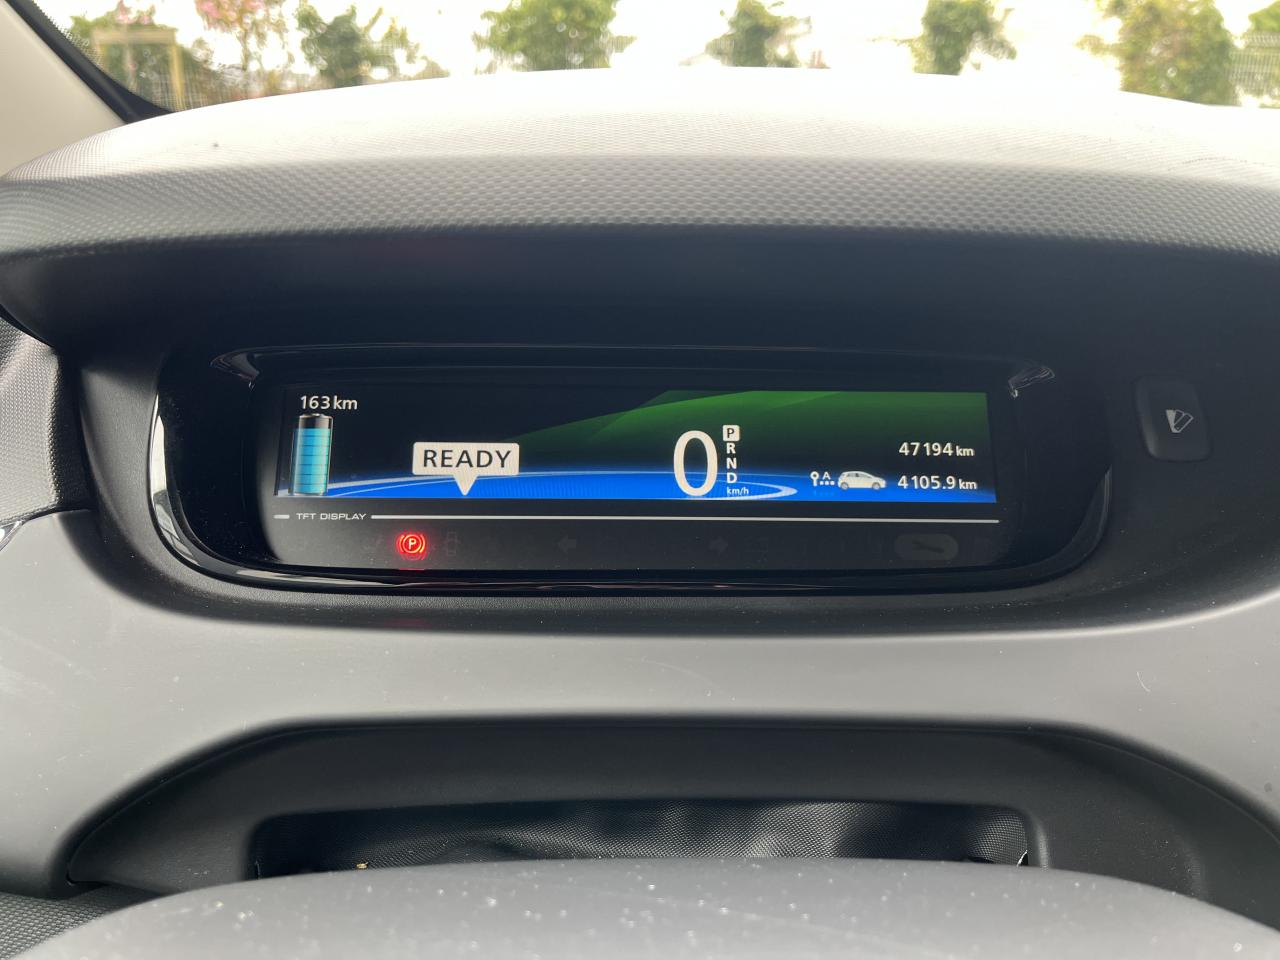 163 km
READY
0
P
R
N
D
km/h
47194 km
A
4105.9 km
TFT DISPLAY
P